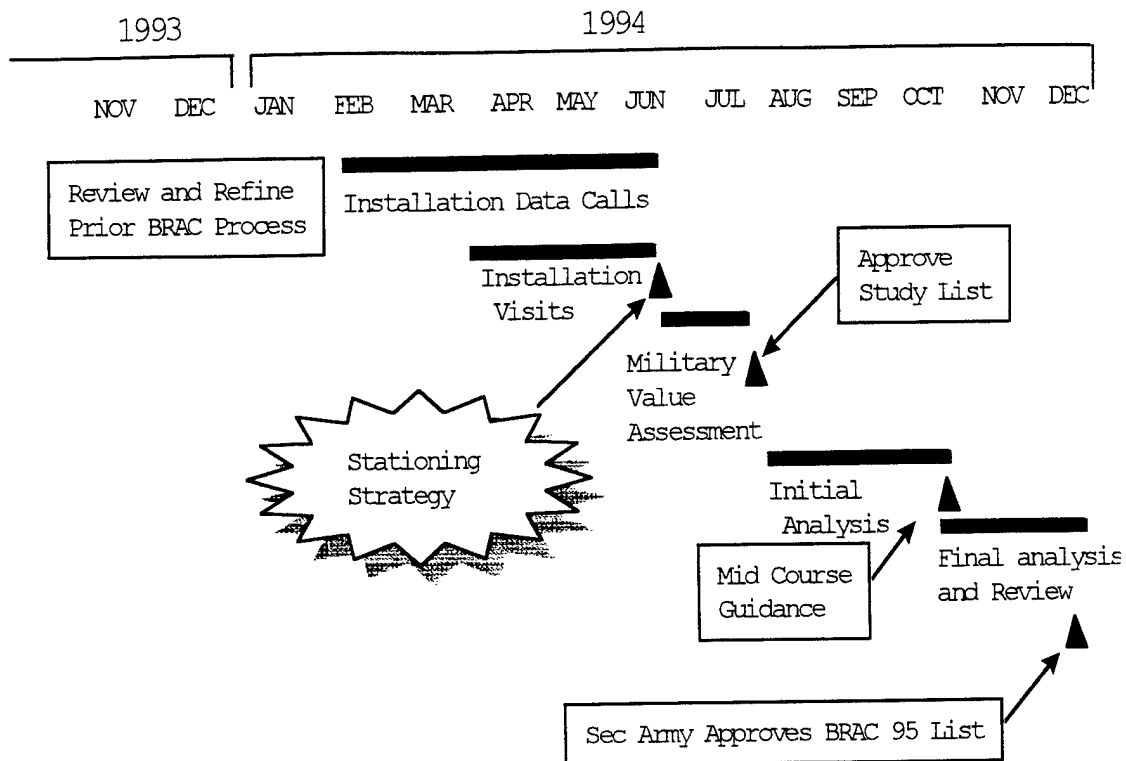 1993
1994
NOV DEC JAN FEB MAR APR MAY JUN JUL AUG SEP OCT NOV DEC
Review and Refine
Prior BRAC Process
Installation Data Calls
Installation
Visits
Approve
Study List
Military
Value
Assessment
Stationing
Strategy
Initial
Analysis
Mid Course
Guidance
Final analysis
and Review
Sec Army Approves BRAC 95 List